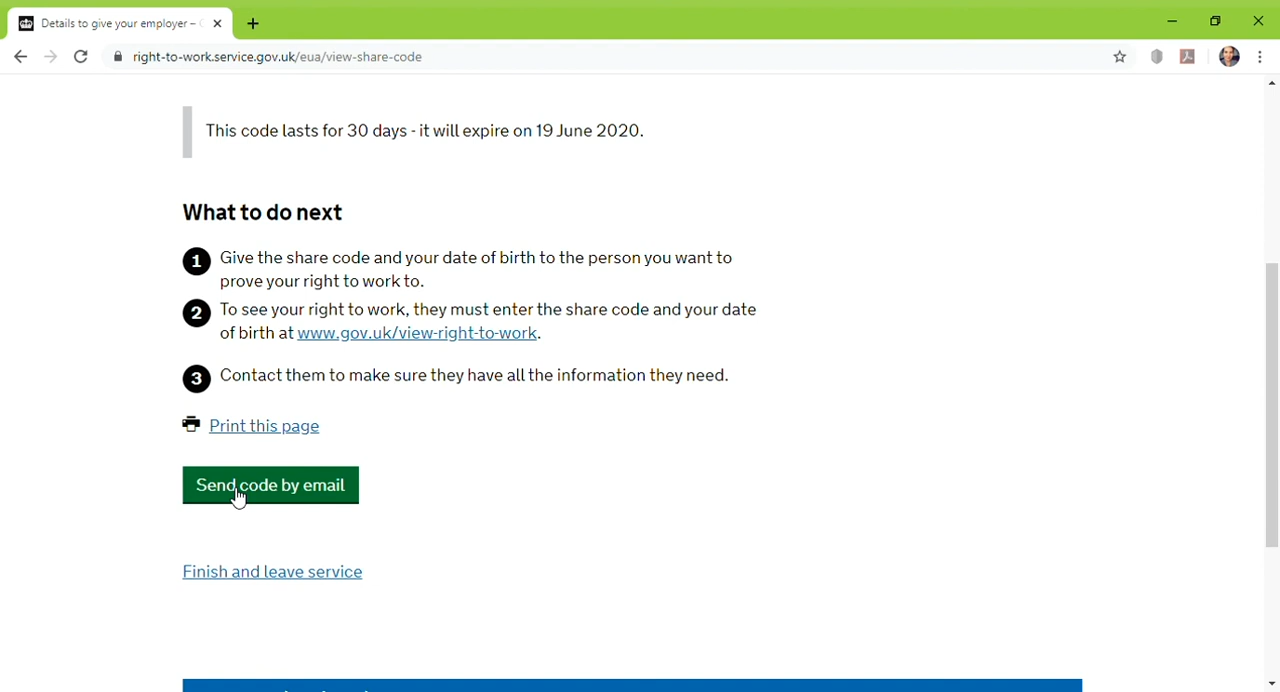 Details to give your employer –
right-to-work.service.gov.uk/eua/view-share-code
This code lasts for 30 days - it will expire on 19 June 2020.
What to do next
1 Give the share code and your date of birth to the person you want to
prove your right to work to.
2 To see your right to work, they must enter the share code and your date
of birth at www.gov.uk/view-right-to-work.
3 Contact them to make sure they have all the information they need.
Print this page
Send code by email
Finish and leave service